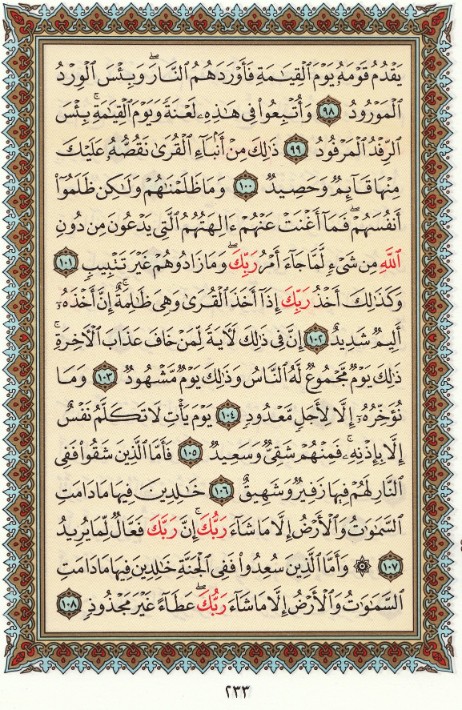 يَقْدُمُ قَوْمَهُۥ يَوْمَ ٱلْقِيَٰمَةِ فَأَوْرَدَهُمُ ٱلنَّارَ ۖ وَبِئْسَ ٱلْوِرْدُ
ٱلْمَوْرُودُ ٩٨ وَأُتْبِعُوا۟ فِى هَٰذِهِۦ لَعْنَةً وَيَوْمَ ٱلْقِيَٰمَةِ ۚ بِئْسَ
ٱلرِّفْدُ ٱلْمَرْفُودُ ٩٩ ذَٰلِكَ مِنْ أَنۢبَآءِ ٱلْقُرَىٰ نَقُصُّهُۥ عَلَيْكَ
مِنْهَا قَآئِمٌ وَحَصِيدٌ ١٠٠ وَمَا ظَلَمْنَٰهُمْ وَلَٰكِن ظَلَمُوٓا۟
أَنفُسَهُمْ ۖ فَمَآ أَغْنَتْ عَنْهُمْ ءَالِهَتُهُمُ ٱلَّتِى يَدْعُونَ مِن دُونِ
ٱللَّهِ مِن شَىْءٍ لَّمَّا جَآءَ أَمْرُ رَبِّكَ ۖ وَمَا زَادُوهُمْ غَيْرَ تَتْبِيبٍ ١٠١
وَكَذَٰلِكَ أَخْذُ رَبِّكَ إِذَآ أَخَذَ ٱلْقُرَىٰ وَهِىَ ظَٰلِمَةٌ ۚ إِنَّ أَخْذَهُۥٓ
أَلِيمٌ شَدِيدٌ ١٠٢ إِنَّ فِى ذَٰلِكَ لَءَايَةً لِّمَنْ خَافَ عَذَابَ ٱلْءَاخِرَةِ ۚ
ذَٰلِكَ يَوْمٌ مَّجْمُوعٌ لَّهُ ٱلنَّاسُ وَذَٰلِكَ يَوْمٌ مَّشْهُودٌ ١٠٣ وَمَا
نُؤَخِّرُهُۥٓ إِلَّا لِأَجَلٍ مَّعْدُودٍ ١٠٤ يَوْمَ يَأْتِ لَا تَكَلَّمُ نَفْسٌ
إِلَّا بِإِذْنِهِۦ ۚ فَمِنْهُمْ شَقِىٌّ وَسَعِيدٌ ١٠٥ فَأَمَّا ٱلَّذِينَ شَقُوا۟ فَفِى
ٱلنَّارِ لَهُمْ فِيهَا زَفِيرٌ وَشَهِيقٌ ١٠٦ خَٰلِدِينَ فِيهَا مَا دَامَتِ
ٱلسَّمَٰوَٰتُ وَٱلْأَرْضُ إِلَّا مَا شَآءَ رَبُّكَ ۚ إِنَّ رَبَّكَ فَعَّالٌ لِّمَا يُرِيدُ
١٠٧ ۞ وَأَمَّا ٱلَّذِينَ سُعِدُوا۟ فَفِى ٱلْجَنَّةِ خَٰلِدِينَ فِيهَا مَا دَامَتِ
ٱلسَّمَٰوَٰتُ وَٱلْأَرْضُ إِلَّا مَا شَآءَ رَبُّكَ ۖ عَطَآءً غَيْرَ مَجْذُوذٍ ١٠٨
٢٣٣